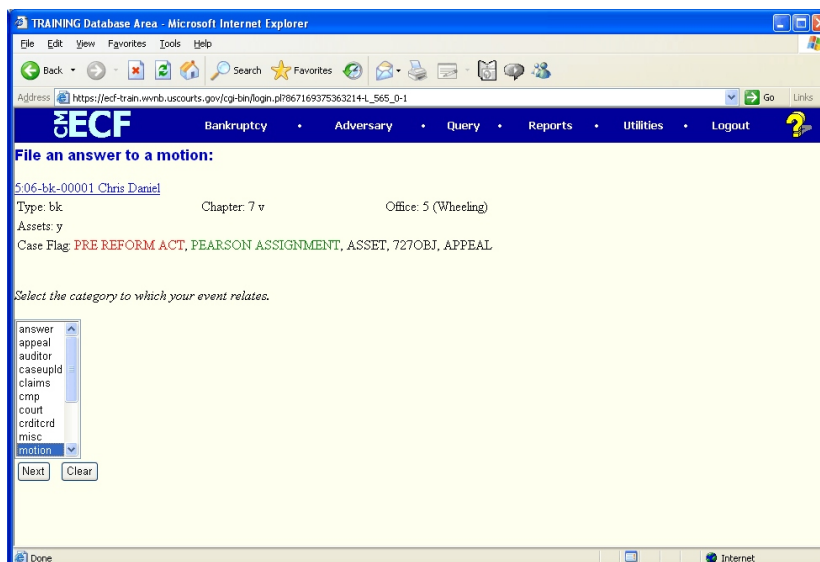 TRAINING Database Area - Microsoft Internet Explorer
File Edit View Favorites Tools Help
Back Search Favorites
Address https://ecf-train.wvnb.uscourts.gov/cgi-bin/login.pl?867169375363214-L_565_0-1 Go Links
CM ECF Bankruptcy • Adversary • Query • Reports • Utilities • Logout ?
File an answer to a motion:
5:06-bk-00001 Chris Daniel
Type: bk Chapter: 7 v Office: 5 (Wheeling)
Assets: y
Case Flag: PRE REFORM ACT, PEARSON ASSIGNMENT, ASSET, 727OBJ, APPEAL
Select the category to which your event relates.
answer
appeal
auditor
caseupld
claims
cmp
court
crditcrd
misc
motion
Next Clear
Done Internet